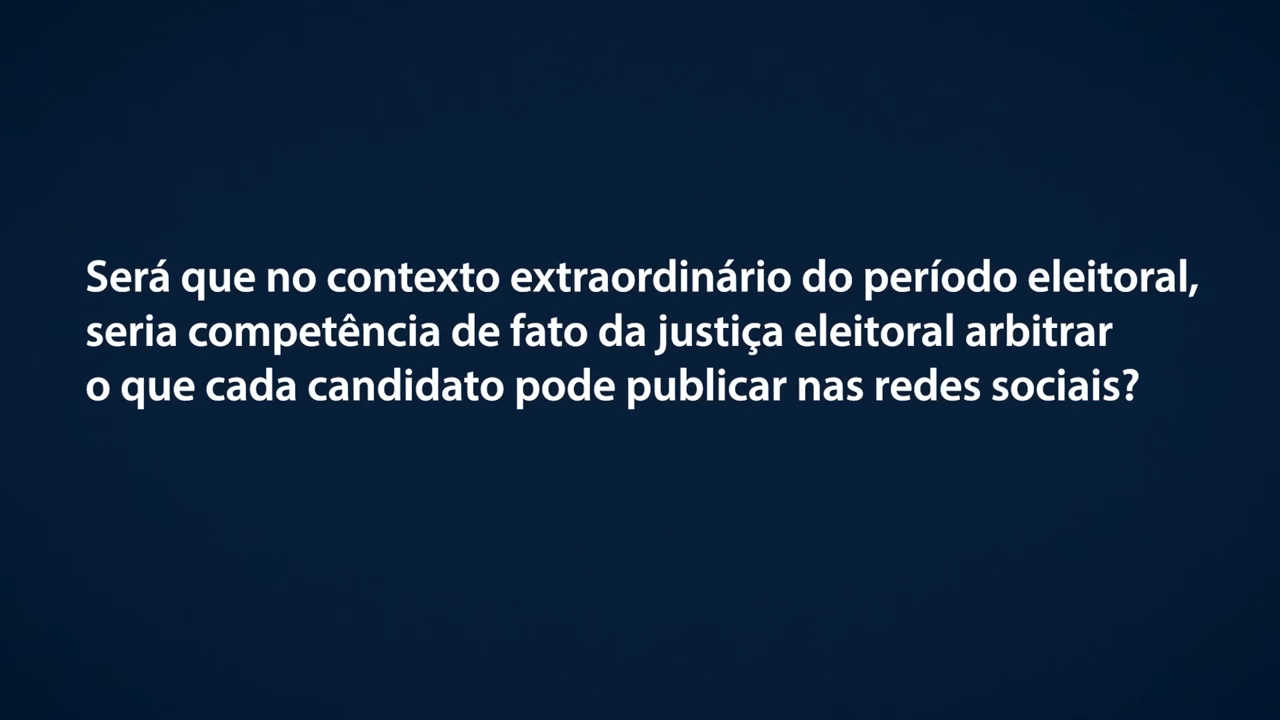 Será que no contexto extraordinário do período eleitoral,
seria competência de fato da justiça eleitoral arbitrar
o que cada candidato pode publicar nas redes sociais?